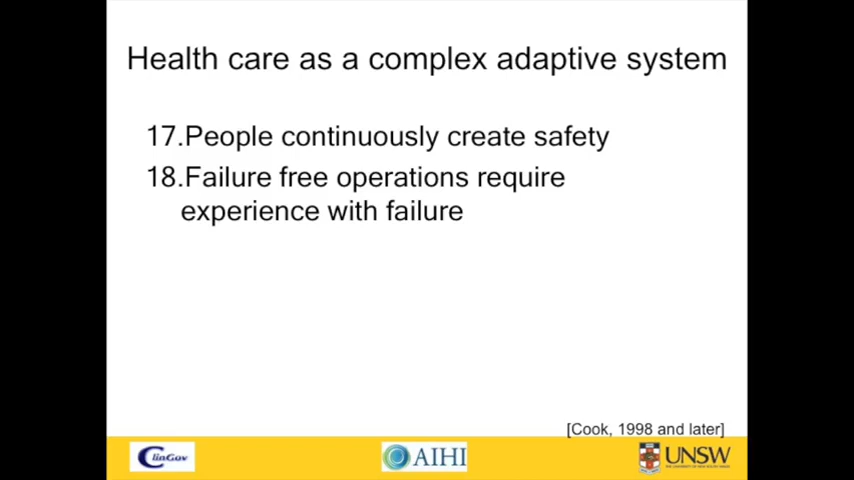 Health care as a complex adaptive system
17.People continuously create safety
18.Failure free operations require
experience with failure
[Cook, 1998 and later]
ClinGov
AIHI
UNSW